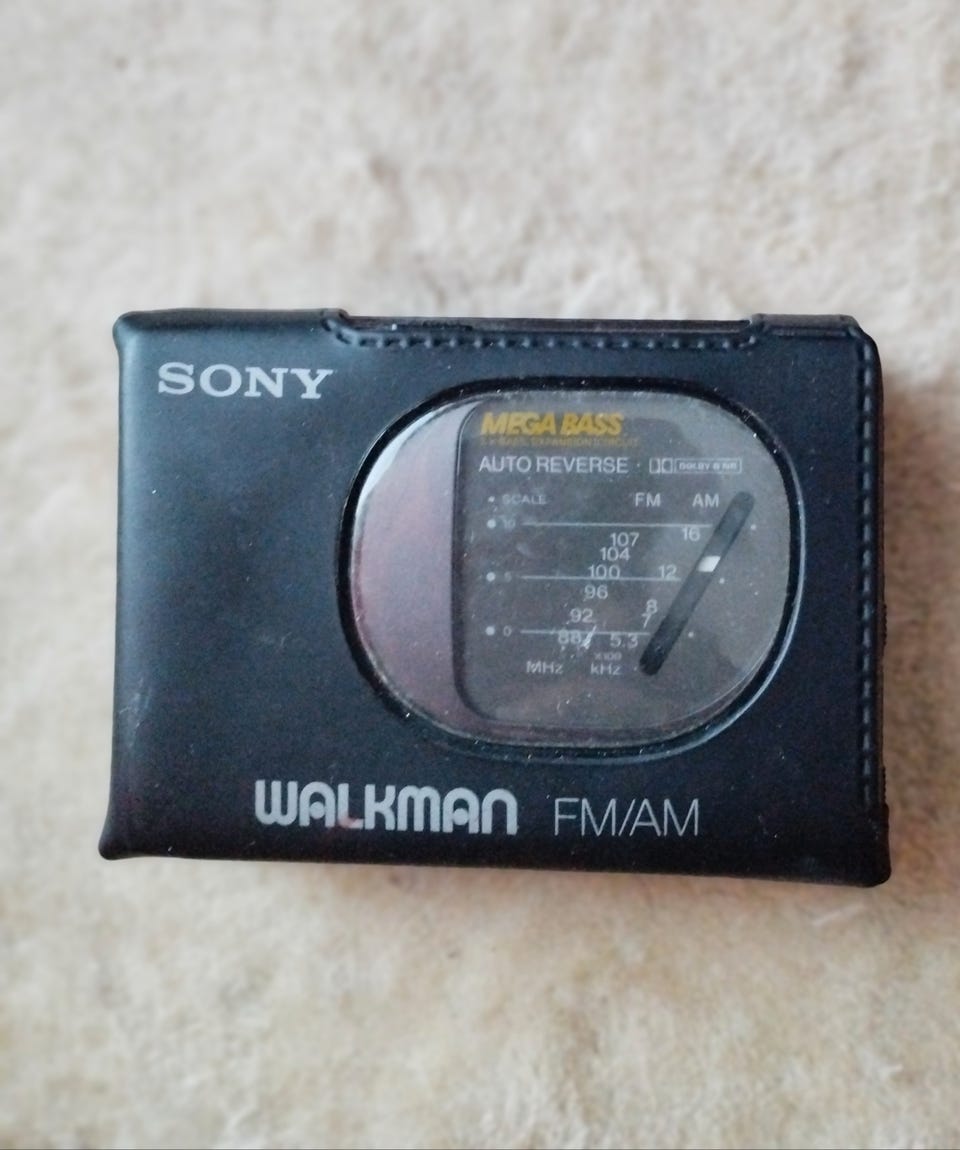 SONY
MEGA BASS
AUTO REVERSE DOLBY B NR
SCALE FM AM
10
107 16
104
5 100 12
96
8
92 7
0 88 5.3
X100
MHz kHz
WALKMAN FM/AM